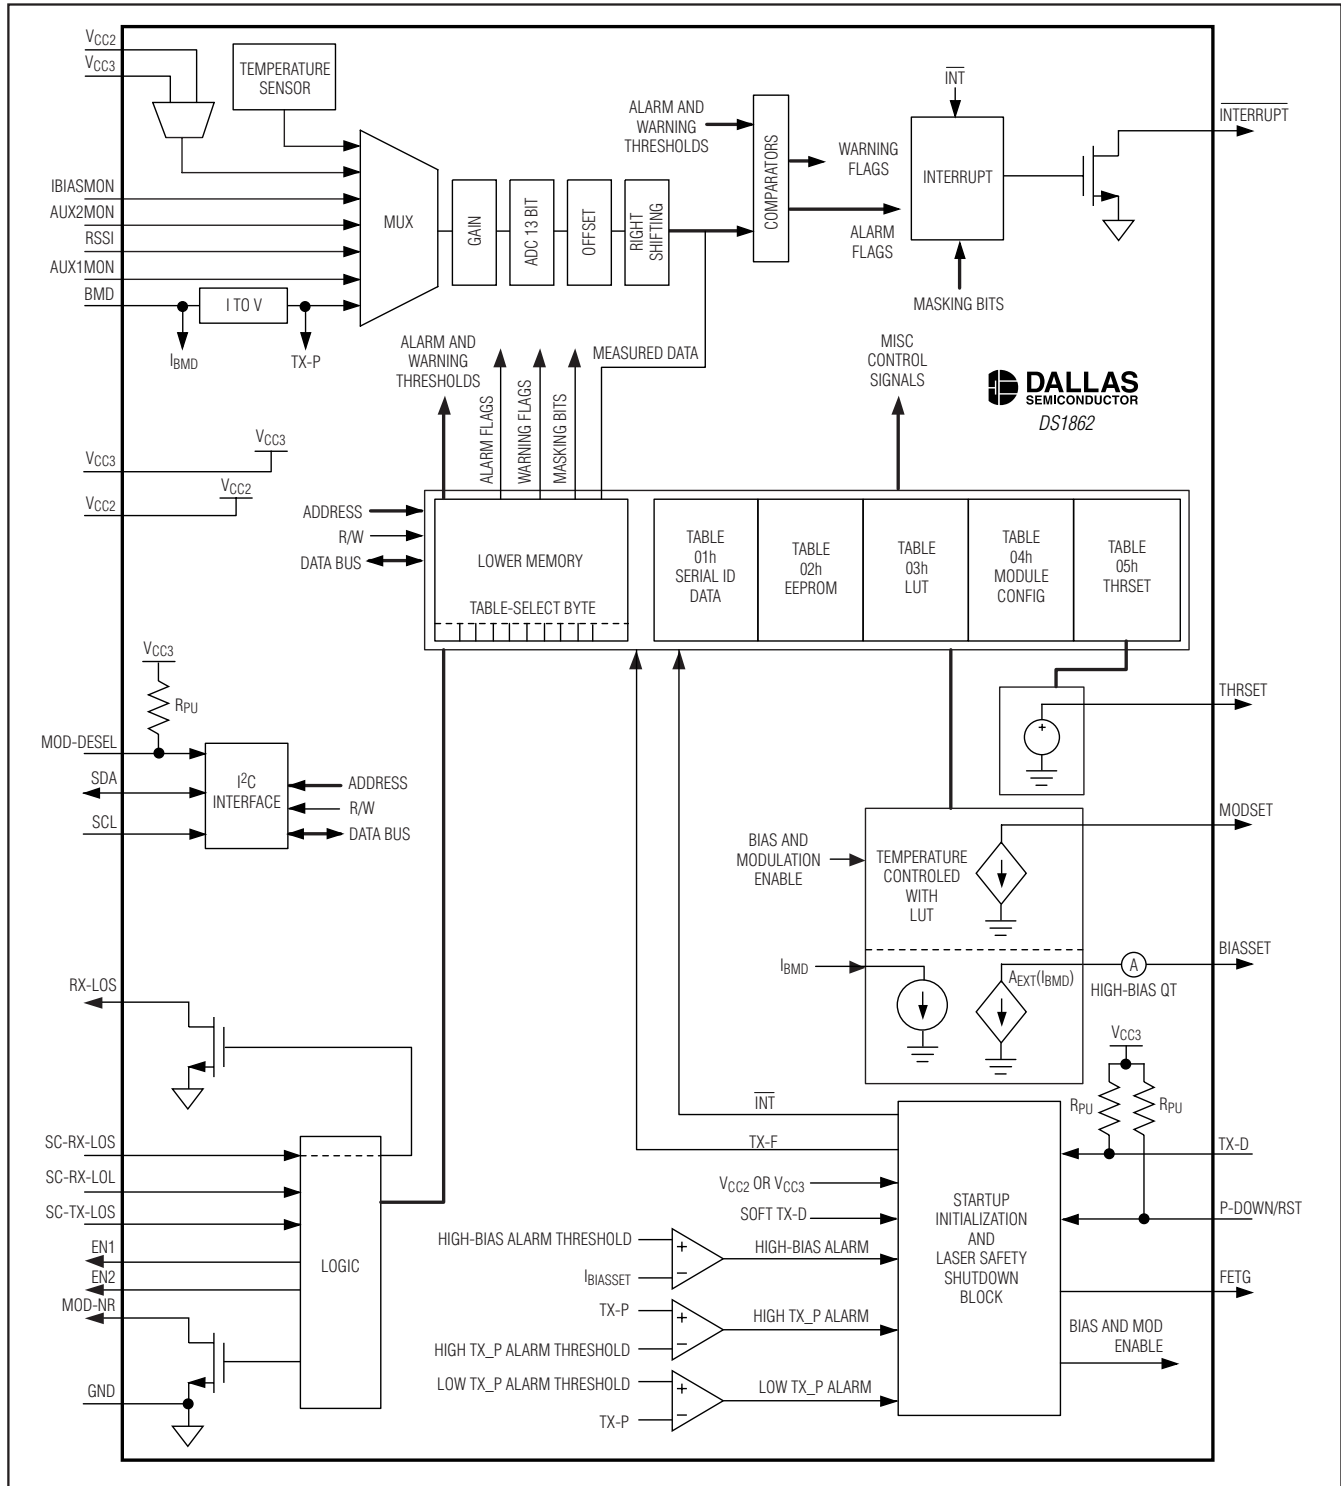 VCC2
VCC3
TEMPERATURE
SENSOR
IBIASMON
AUX2MON
RSSI
AUX1MON
BMD
I TO V
IBMD
TX-P
MUX
GAIN
ADC 13 BIT
OFFSET
RIGHT
SHIFTING
ALARM AND
WARNING
THRESHOLDS
COMPARATORS
WARNING
FLAGS
ALARM
FLAGS
INT
INTERRUPT
MASKING BITS
INTERRUPT
ALARM AND
WARNING
THRESHOLDS
ALARM FLAGS
WARNING FLAGS
MASKING BITS
MEASURED DATA
MISC
CONTROL
SIGNALS
DALLAS
SEMICONDUCTOR
DS1862
VCC3
VCC3
VCC2
VCC2
ADDRESS
R/W
DATA BUS
LOWER MEMORY
TABLE-SELECT BYTE
TABLE
01h
SERIAL ID
DATA
TABLE
02h
EEPROM
TABLE
03h
LUT
TABLE
04h
MODULE
CONFIG
TABLE
05h
THRSET
VCC3
RPU
MOD-DESEL
SDA
SCL
I2C
INTERFACE
ADDRESS
R/W
DATA BUS
THRSET
MODSET
BIAS AND
MODULATION
ENABLE
TEMPERATURE
CONTROLED
WITH
LUT
IBMD
AEXT(IBMD)
A
HIGH-BIAS QT
BIASSET
RX-LOS
SC-RX-LOS
SC-RX-LOL
SC-TX-LOS
EN1
EN2
MOD-NR
GND
LOGIC
INT
TX-F
VCC2 OR VCC3
SOFT TX-D
HIGH-BIAS ALARM THRESHOLD
IBIASSET
HIGH-BIAS ALARM
TX-P
HIGH TX_P ALARM THRESHOLD
HIGH TX_P ALARM
LOW TX_P ALARM THRESHOLD
TX-P
LOW TX_P ALARM
STARTUP
INITIALIZATION
AND
LASER SAFETY
SHUTDOWN
BLOCK
VCC3
RPU
RPU
TX-D
P-DOWN/RST
FETG
BIAS AND MOD
ENABLE